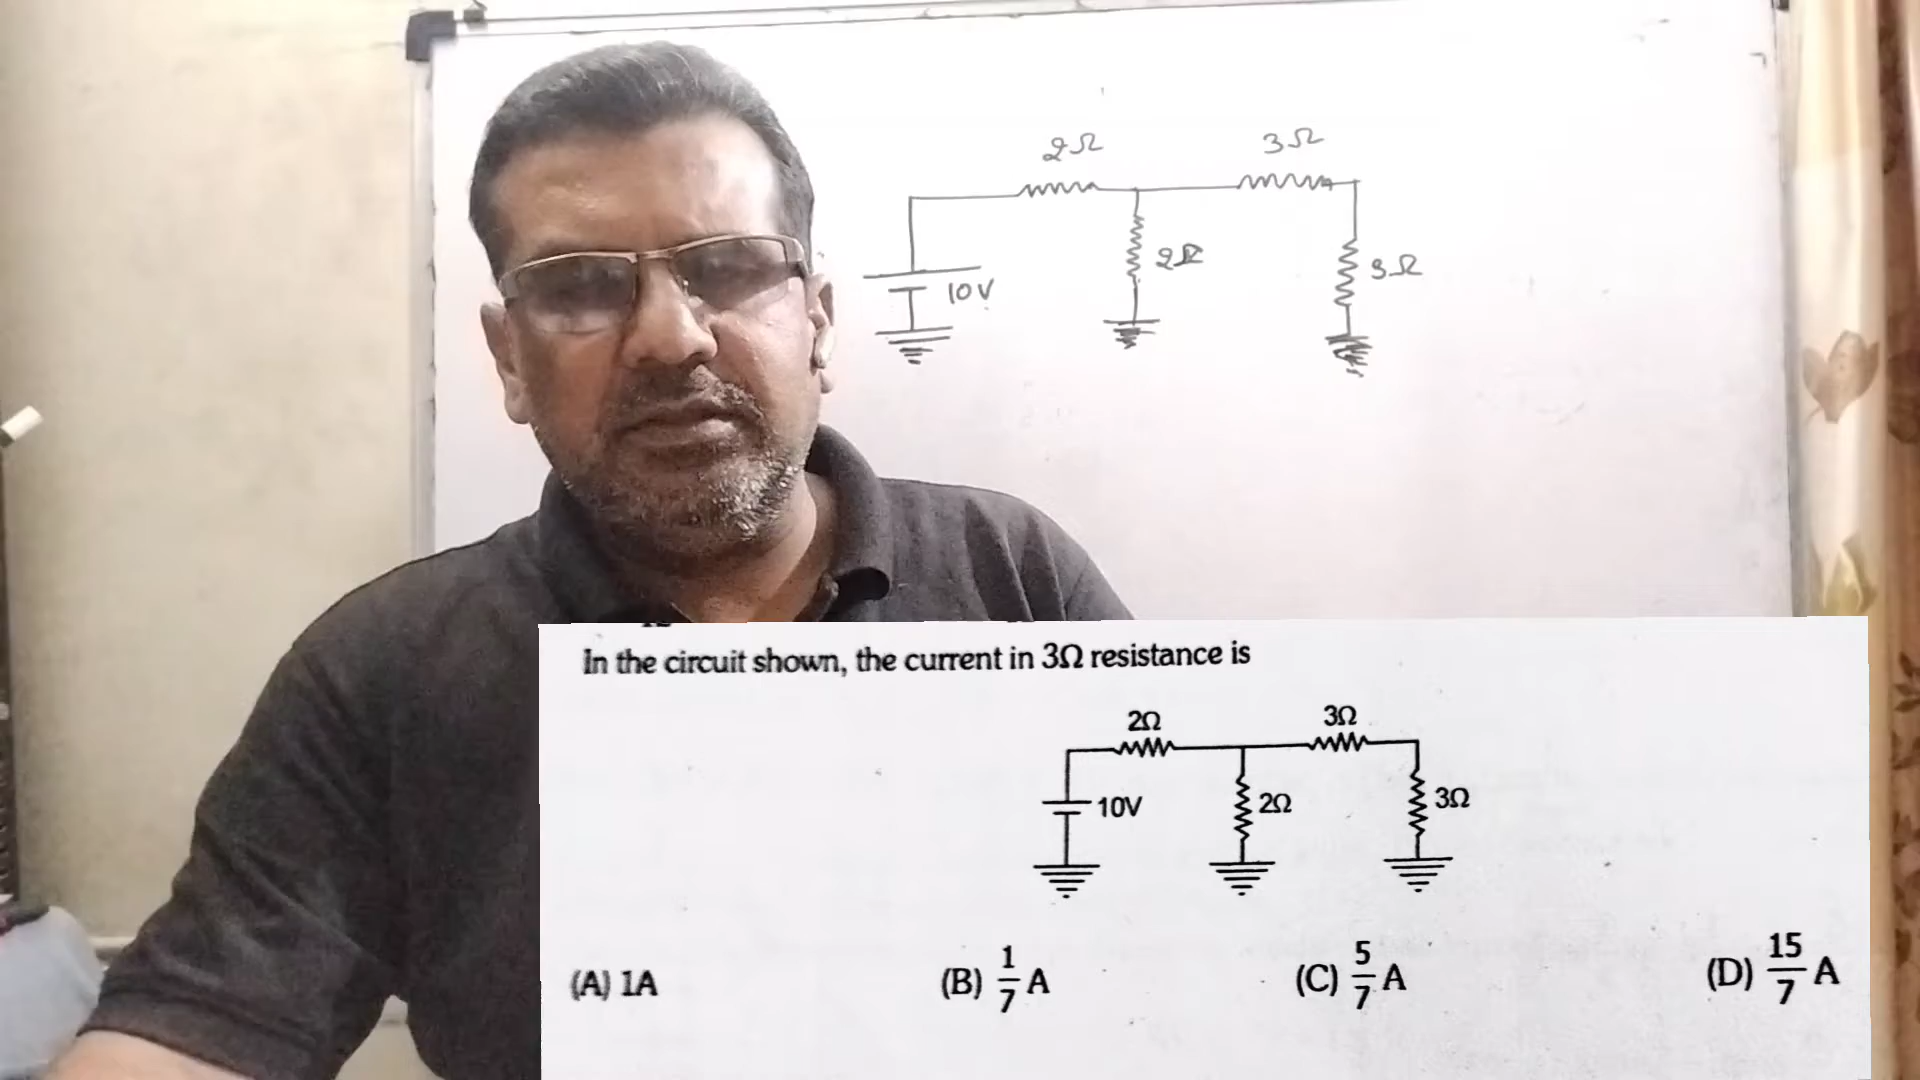 2Ω 3Ω
10V 2Ω 3Ω
In the circuit shown, the current in 3Ω resistance is
2Ω 3Ω
10V 2Ω 3Ω
(A) 1A (B) 1/7 A (C) 5/7 A (D) 15/7 A